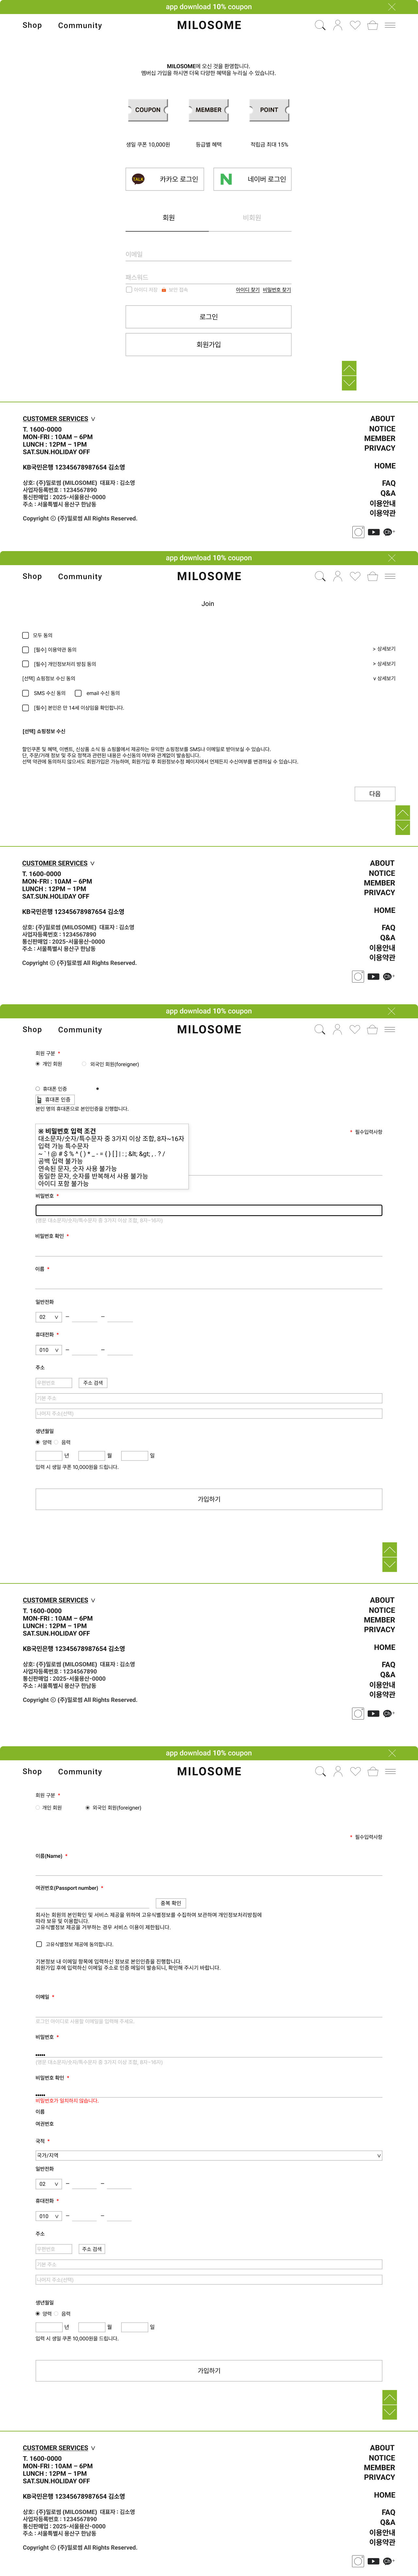 app download 10% coupon
Shop Community MILOSOME
MILOSOME에 오신 것을 환영합니다.
멤버십 가입을 하시면 더욱 다양한 혜택을 누리실 수 있습니다.
COUPON MEMBER POINT
생일 쿠폰 10,000원 등급별 혜택 적립금 최대 15%
TALK 카카오 로그인 N 네이버 로그인
회원 비회원
이메일
패스워드
아이디 저장 보안 접속 아이디 찾기 비밀번호 찾기
로그인
회원가입
CUSTOMER SERVICES ∨
T. 1600-0000
MON-FRI : 10AM ~ 6PM
LUNCH : 12PM ~ 1PM
SAT.SUN.HOLIDAY OFF
KB국민은행 12345678987654 김소영
상호: (주)밀로썸 (MILOSOME) 대표자 : 김소영
사업자등록번호 : 1234567890
통신판매업 : 2025-서울용산-0000
주소 : 서울특별시 용산구 한남동
Copyright ⓒ (주)밀로썸 All Rights Reserved.
ABOUT
NOTICE
MEMBER
PRIVACY
HOME
FAQ
Q&A
이용안내
이용약관
app download 10% coupon
Shop Community MILOSOME
Join
모두 동의
[필수] 이용약관 동의 > 상세보기
[필수] 개인정보처리 방침 동의 > 상세보기
[선택] 쇼핑정보 수신 동의 ∨ 상세보기
SMS 수신 동의 email 수신 동의
[필수] 본인은 만 14세 이상임을 확인합니다.
[선택] 쇼핑정보 수신
할인쿠폰 및 혜택, 이벤트, 신상품 소식 등 쇼핑몰에서 제공하는 유익한 쇼핑정보를 SMS나 이메일로 받아보실 수 있습니다.
단, 주문/거래 정보 및 주요 정책과 관련된 내용은 수신동의 여부와 관계없이 발송됩니다.
선택 약관에 동의하지 않으셔도 회원가입은 가능하며, 회원가입 후 회원정보수정 페이지에서 언제든지 수신여부를 변경하실 수 있습니다.
다음
CUSTOMER SERVICES ∨
T. 1600-0000
MON-FRI : 10AM ~ 6PM
LUNCH : 12PM ~ 1PM
SAT.SUN.HOLIDAY OFF
KB국민은행 12345678987654 김소영
상호: (주)밀로썸 (MILOSOME) 대표자 : 김소영
사업자등록번호 : 1234567890
통신판매업 : 2025-서울용산-0000
주소 : 서울특별시 용산구 한남동
Copyright ⓒ (주)밀로썸 All Rights Reserved.
ABOUT
NOTICE
MEMBER
PRIVACY
HOME
FAQ
Q&A
이용안내
이용약관
app download 10% coupon
Shop Community MILOSOME
회원 구분 *
개인 회원 외국인 회원(foreigner)
휴대폰 인증 *
휴대폰 인증
본인 명의 휴대폰으로 본인인증을 진행합니다.
* 필수입력사항
※ 비밀번호 입력 조건
대소문자/숫자/특수문자 중 3가지 이상 조합, 8자~16자
입력 가능 특수문자
~ ` ! @ # $ % ^ ( ) * _ - = { } [ ] | : ; &lt; &gt; , . ? /
공백 입력 불가능
연속된 문자, 숫자 사용 불가능
동일한 문자, 숫자를 반복해서 사용 불가능
아이디 포함 불가능
비밀번호 *
(영문 대소문자/숫자/특수문자 중 3가지 이상 조합, 8자~16자)
비밀번호 확인 *
이름 *
일반전화
02 ∨ - -
휴대전화 *
010 ∨ - -
주소
우편번호 주소 검색
기본 주소
나머지 주소(선택)
생년월일
양력 음력
년 월 일
입력 시 생일 쿠폰 10,000원을 드립니다.
가입하기
CUSTOMER SERVICES ∨
T. 1600-0000
MON-FRI : 10AM ~ 6PM
LUNCH : 12PM ~ 1PM
SAT.SUN.HOLIDAY OFF
KB국민은행 12345678987654 김소영
상호: (주)밀로썸 (MILOSOME) 대표자 : 김소영
사업자등록번호 : 1234567890
통신판매업 : 2025-서울용산-0000
주소 : 서울특별시 용산구 한남동
Copyright ⓒ (주)밀로썸 All Rights Reserved.
ABOUT
NOTICE
MEMBER
PRIVACY
HOME
FAQ
Q&A
이용안내
이용약관
app download 10% coupon
Shop Community MILOSOME
회원 구분 *
개인 회원 외국인 회원(foreigner)
* 필수입력사항
이름(Name) *
여권번호(Passport number) *
중복 확인
회사는 회원의 본인확인 및 서비스 제공을 위하여 고유식별정보를 수집하여 보관하며 개인정보처리방침에
따라 보유 및 이용합니다.
고유식별정보 제공을 거부하는 경우 서비스 이용이 제한됩니다.
고유식별정보 제공에 동의합니다.
기본정보 내 이메일 항목에 입력하신 정보로 본인인증을 진행합니다.
회원가입 후에 입력하신 이메일 주소로 인증 메일이 발송되니, 확인해 주시기 바랍니다.
이메일 *
로그인 아이디로 사용할 이메일을 입력해 주세요.
비밀번호 *
(영문 대소문자/숫자/특수문자 중 3가지 이상 조합, 8자~16자)
비밀번호 확인 *
비밀번호가 일치하지 않습니다.
이름
여권번호
국적 *
국가/지역 ∨
일반전화
02 ∨ - -
휴대전화 *
010 ∨ - -
주소
우편번호 주소 검색
기본 주소
나머지 주소(선택)
생년월일
양력 음력
년 월 일
입력 시 생일 쿠폰 10,000원을 드립니다.
가입하기
CUSTOMER SERVICES ∨
T. 1600-0000
MON-FRI : 10AM ~ 6PM
LUNCH : 12PM ~ 1PM
SAT.SUN.HOLIDAY OFF
KB국민은행 12345678987654 김소영
상호: (주)밀로썸 (MILOSOME) 대표자 : 김소영
사업자등록번호 : 1234567890
통신판매업 : 2025-서울용산-0000
주소 : 서울특별시 용산구 한남동
Copyright ⓒ (주)밀로썸 All Rights Reserved.
ABOUT
NOTICE
MEMBER
PRIVACY
HOME
FAQ
Q&A
이용안내
이용약관